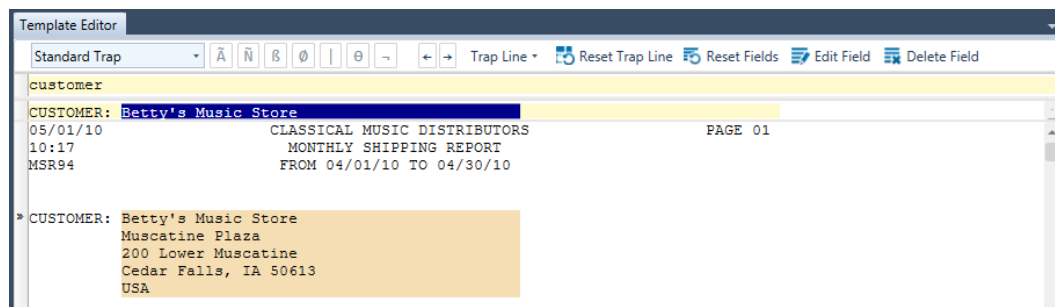 Template Editor
Standard Trap Ã Ñ ß Ø | θ ¬ ← → Trap Line Reset Trap Line Reset Fields Edit Field Delete Field
customer
CUSTOMER: Betty's Music Store
05/01/10 CLASSICAL MUSIC DISTRIBUTORS PAGE 01
10:17 MONTHLY SHIPPING REPORT
MSR94 FROM 04/01/10 TO 04/30/10
» CUSTOMER: Betty's Music Store
Muscatine Plaza
200 Lower Muscatine
Cedar Falls, IA 50613
USA